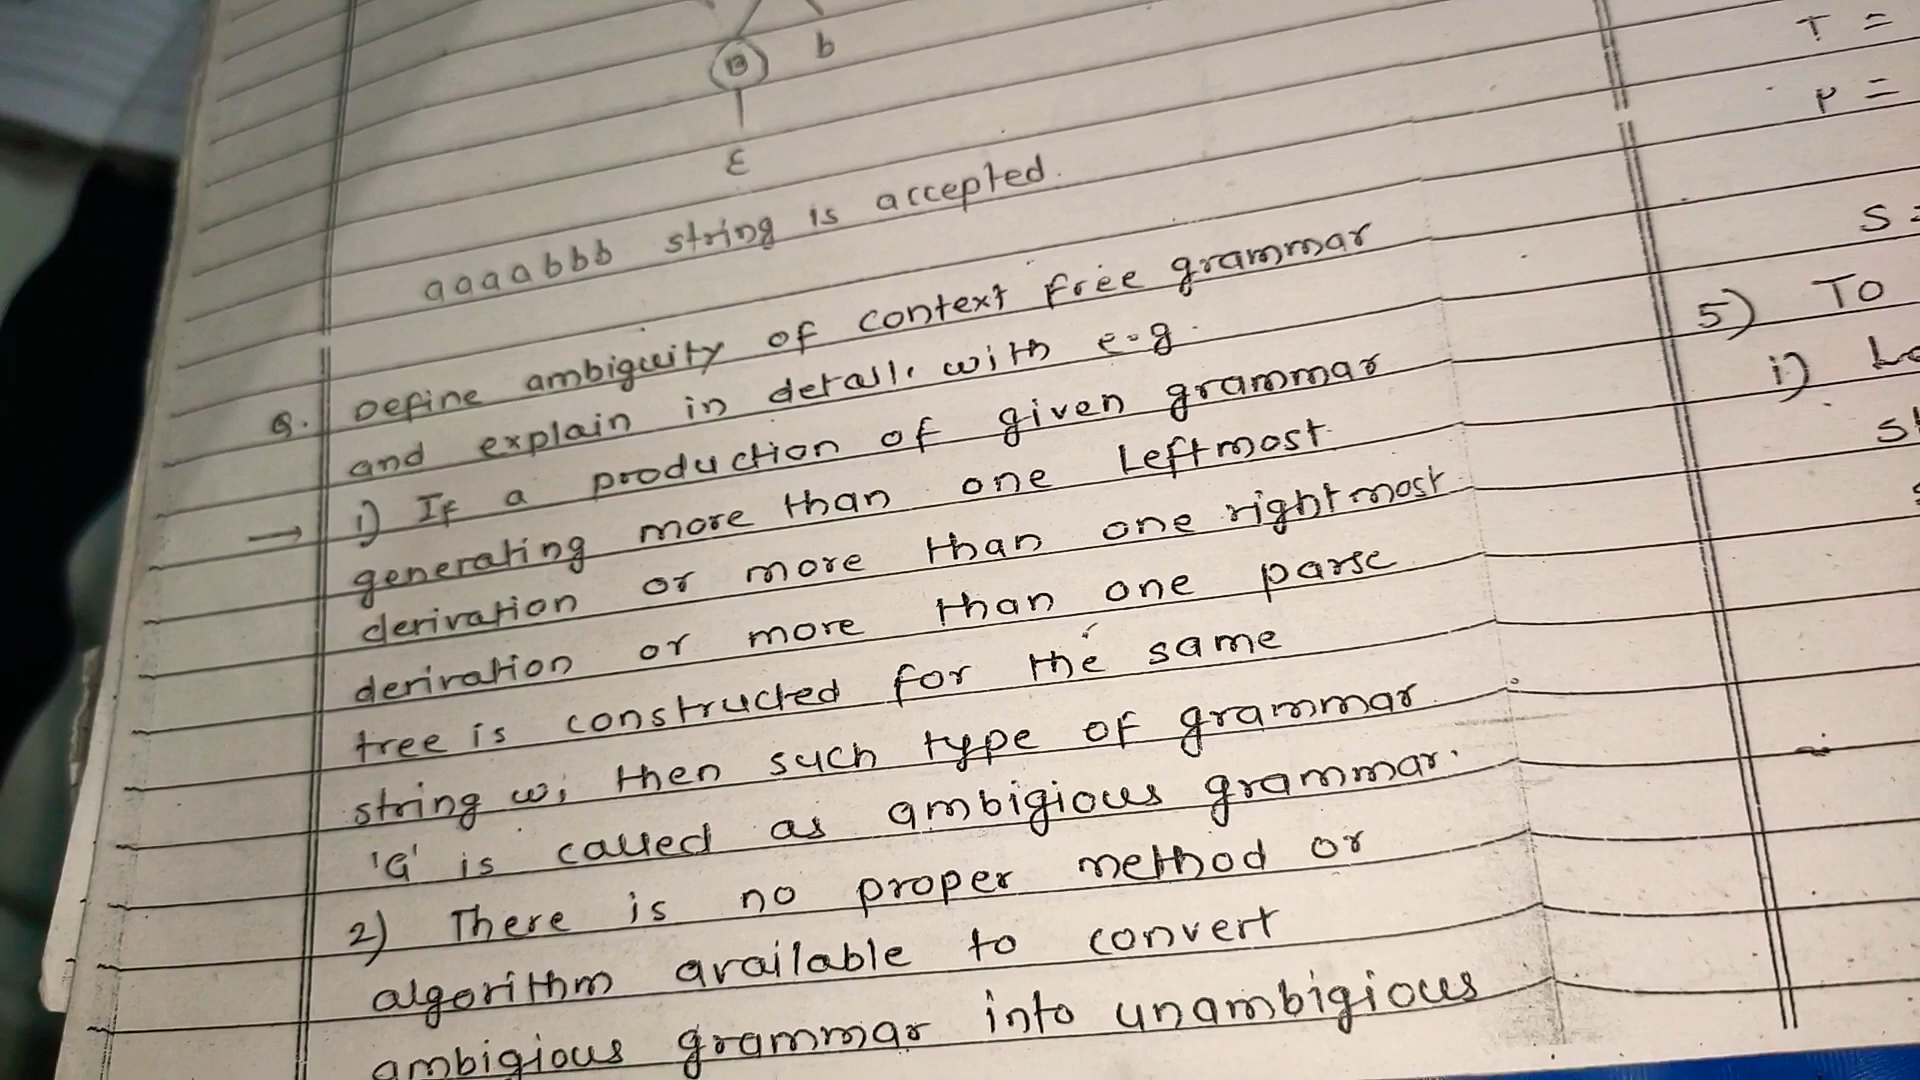 B b
ε
aaaabbb string is accepted.
Q. Define ambiguity of context free grammar
and explain in detail. with e.g.
→ i) If a production of given grammar
generating more than one Leftmost
derivation or more than one rightmost
derivation or more than one parse
tree is constructed for the same
string w, then such type of grammar
'G' is called as ambigious grammar.
2) There is no proper method or
algorithm available to convert
ambigious grammar into unambigious
T =
P =
S =
5) To
i)